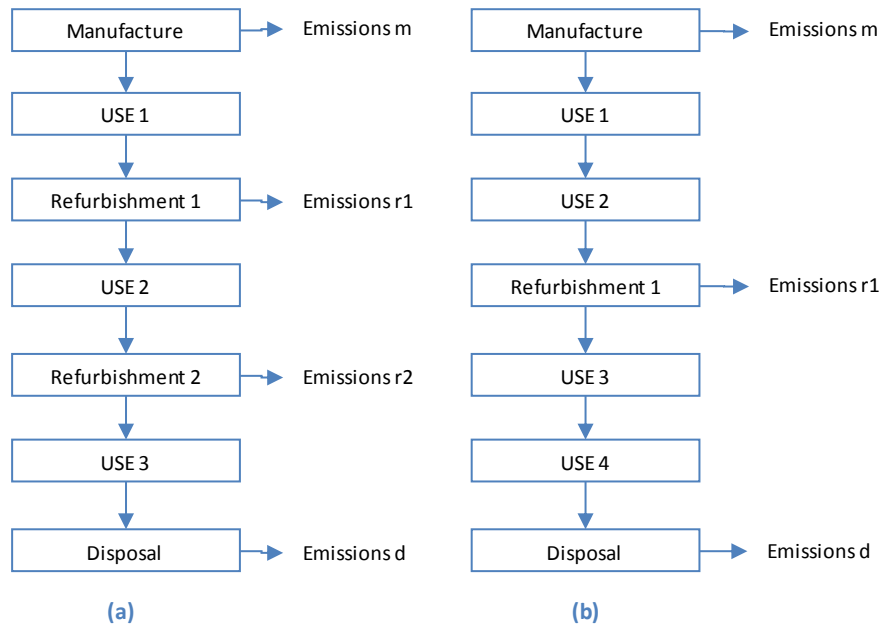 Manufacture
Emissions m
USE 1
Refurbishment 1
Emissions r1
USE 2
Refurbishment 2
Emissions r2
USE 3
Disposal
Emissions d
(a)
Manufacture
Emissions m
USE 1
USE 2
Refurbishment 1
Emissions r1
USE 3
USE 4
Disposal
Emissions d
(b)